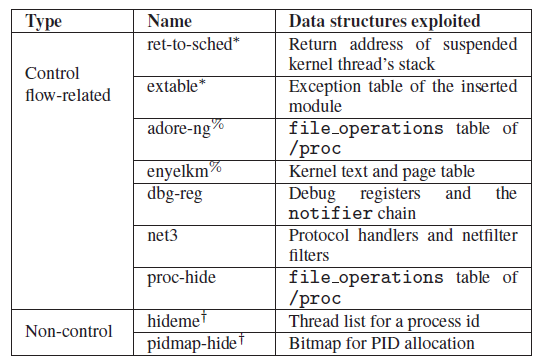 Type Name Data structures exploited
Control flow-related
ret-to-sched* Return address of suspended
kernel thread's stack
extable* Exception table of the inserted
module
adore-ng% file_operations table of
/proc
enyelkm% Kernel text and page table
dbg-reg Debug registers and the
notifier chain
net3 Protocol handlers and netfilter
filters
proc-hide file_operations table of
/proc
Non-control
hideme† Thread list for a process id
pidmap-hide† Bitmap for PID allocation